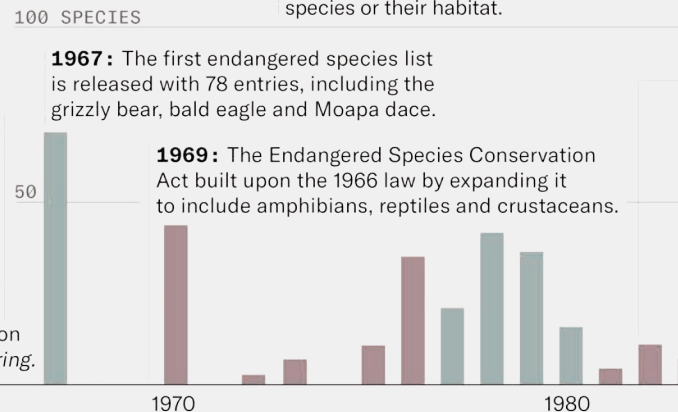 species or their habitat.
100 SPECIES
1967: The first endangered species list
is released with 78 entries, including the
grizzly bear, bald eagle and Moapa dace.
1969: The Endangered Species Conservation
Act built upon the 1966 law by expanding it
to include amphibians, reptiles and crustaceans.
50
on
ring.
1970
1980